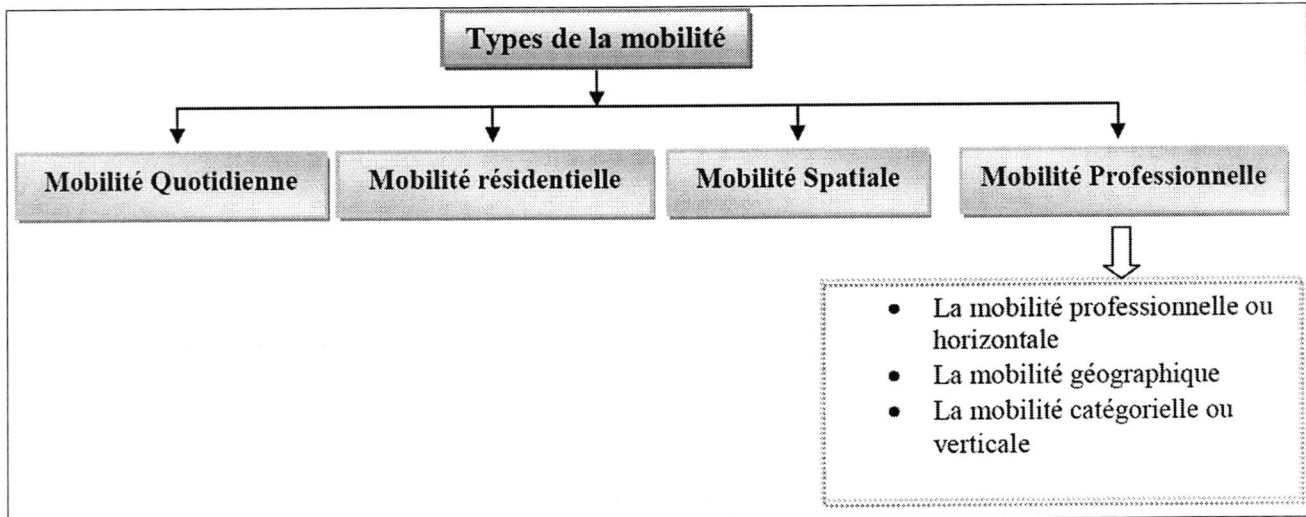 Types de la mobilité
Mobilité Quotidienne
Mobilité résidentielle
Mobilité Spatiale
Mobilité Professionnelle
• La mobilité professionnelle ou
horizontale
• La mobilité géographique
• La mobilité catégorielle ou
verticale